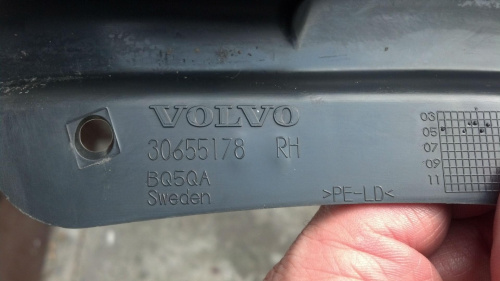 VOLVO
30655178 RH
BQ5QA
Sweden
>PE-LD<
03
05
07
09
11